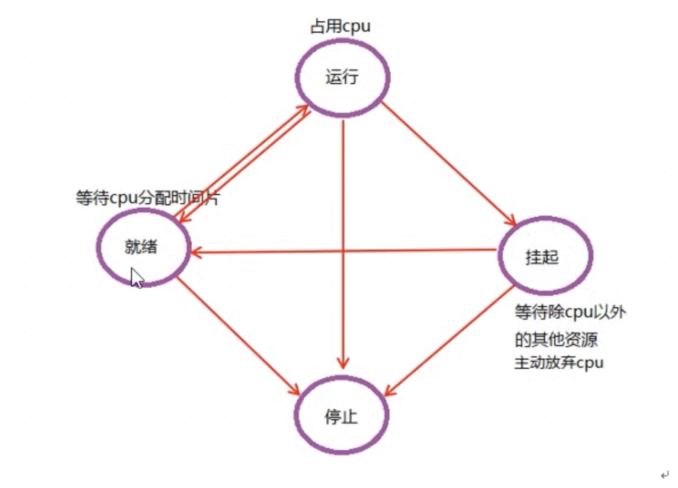 占用cpu
运行
等待cpu分配时间片
就绪
挂起
等待除cpu以外
的其他资源
主动放弃cpu
停止